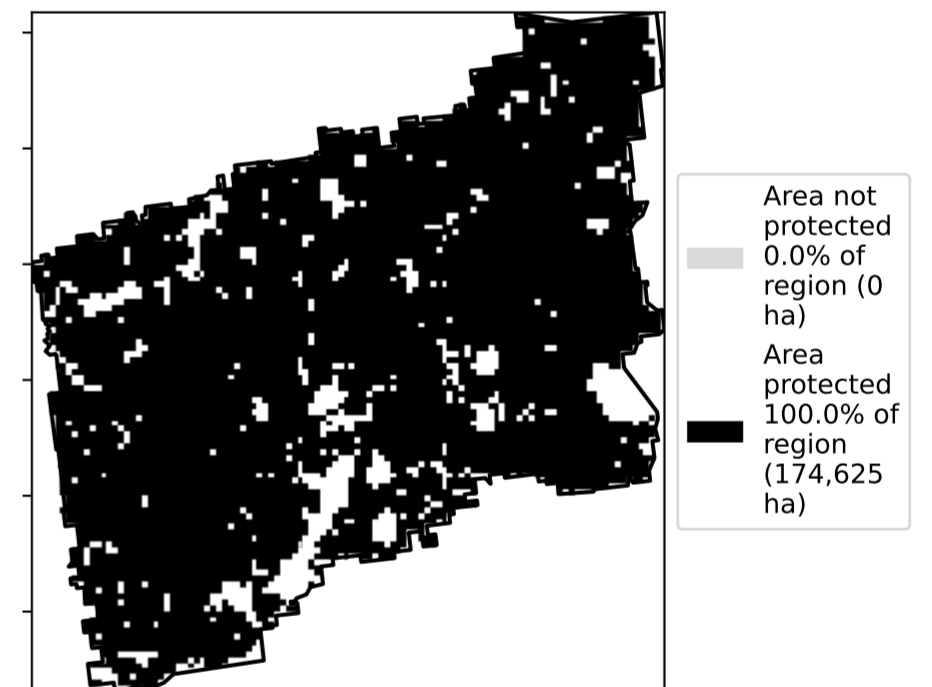 Area not
protected
0.0% of
region (0
ha)
Area
protected
100.0% of
region
(174,625
ha)